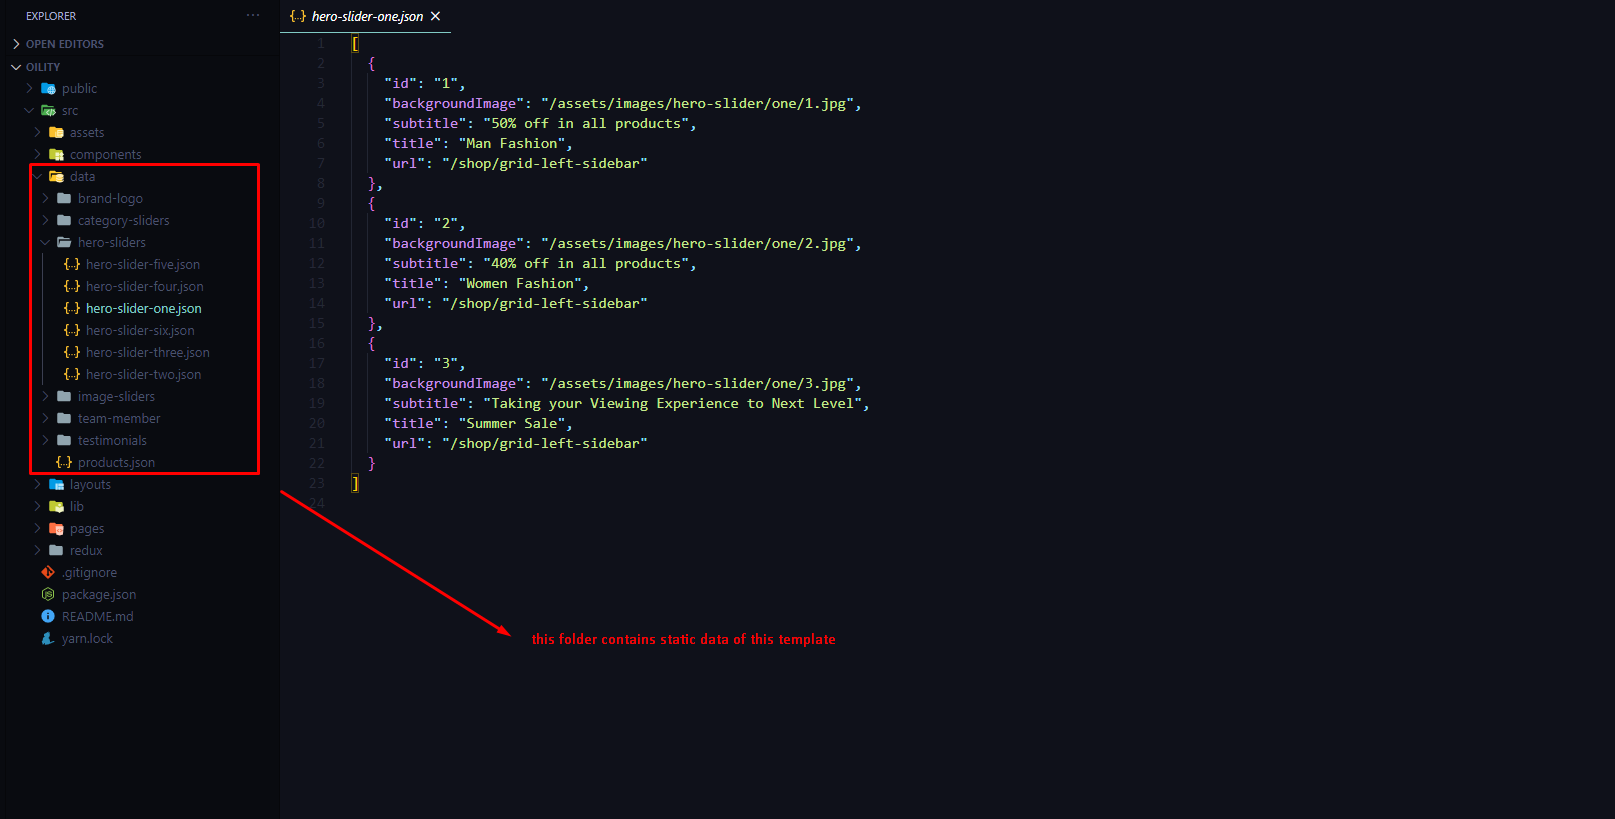 EXPLORER
OPEN EDITORS
OILITY
public
src
assets
components
data
brand-logo
category-sliders
hero-sliders
hero-slider-five.json
hero-slider-four.json
hero-slider-one.json
hero-slider-six.json
hero-slider-three.json
hero-slider-two.json
image-sliders
team-member
testimonials
products.json
layouts
lib
pages
redux
.gitignore
package.json
README.md
yarn.lock
{..} hero-slider-one.json
1 [
2 {
3 "id": "1",
4 "backgroundImage": "/assets/images/hero-slider/one/1.jpg",
5 "subtitle": "50% off in all products",
6 "title": "Man Fashion",
7 "url": "/shop/grid-left-sidebar"
8 },
9 {
10 "id": "2",
11 "backgroundImage": "/assets/images/hero-slider/one/2.jpg",
12 "subtitle": "40% off in all products",
13 "title": "Women Fashion",
14 "url": "/shop/grid-left-sidebar"
15 },
16 {
17 "id": "3",
18 "backgroundImage": "/assets/images/hero-slider/one/3.jpg",
19 "subtitle": "Taking your Viewing Experience to Next Level",
20 "title": "Summer Sale",
21 "url": "/shop/grid-left-sidebar"
22 }
23 ]
24
this folder contains static data of this template